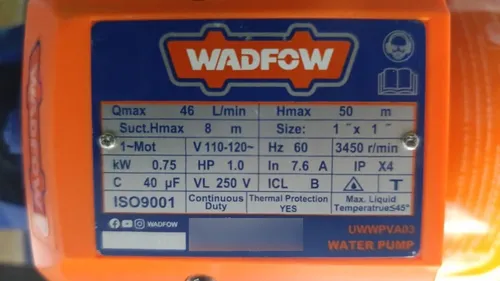 WADFOW
Qmax 46 L/min Hmax 50 m
Suct.Hmax 8 m Size: 1 ˝ x 1 ˝
1~Mot V 110-120~ Hz 60 3450 r/min
kW 0.75 HP 1.0 In 7.6 A IP X4
C 40 µF VL 250 V ICL B T
ISO9001 Continuous Duty Thermal Protection YES Max. Liquid Temperatrue≤45°
WADFOW
UWWPVA03
WATER PUMP